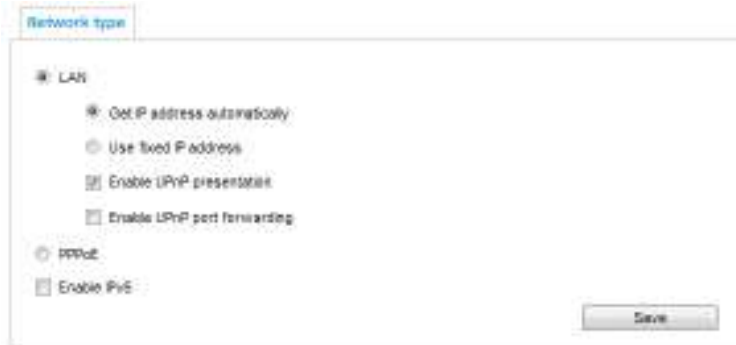 Network type
LAN
Get IP address automatically
Use fixed IP address
Enable UPnP presentation
Enable UPnP port forwarding
PPPoE
Enable IPv6
Save